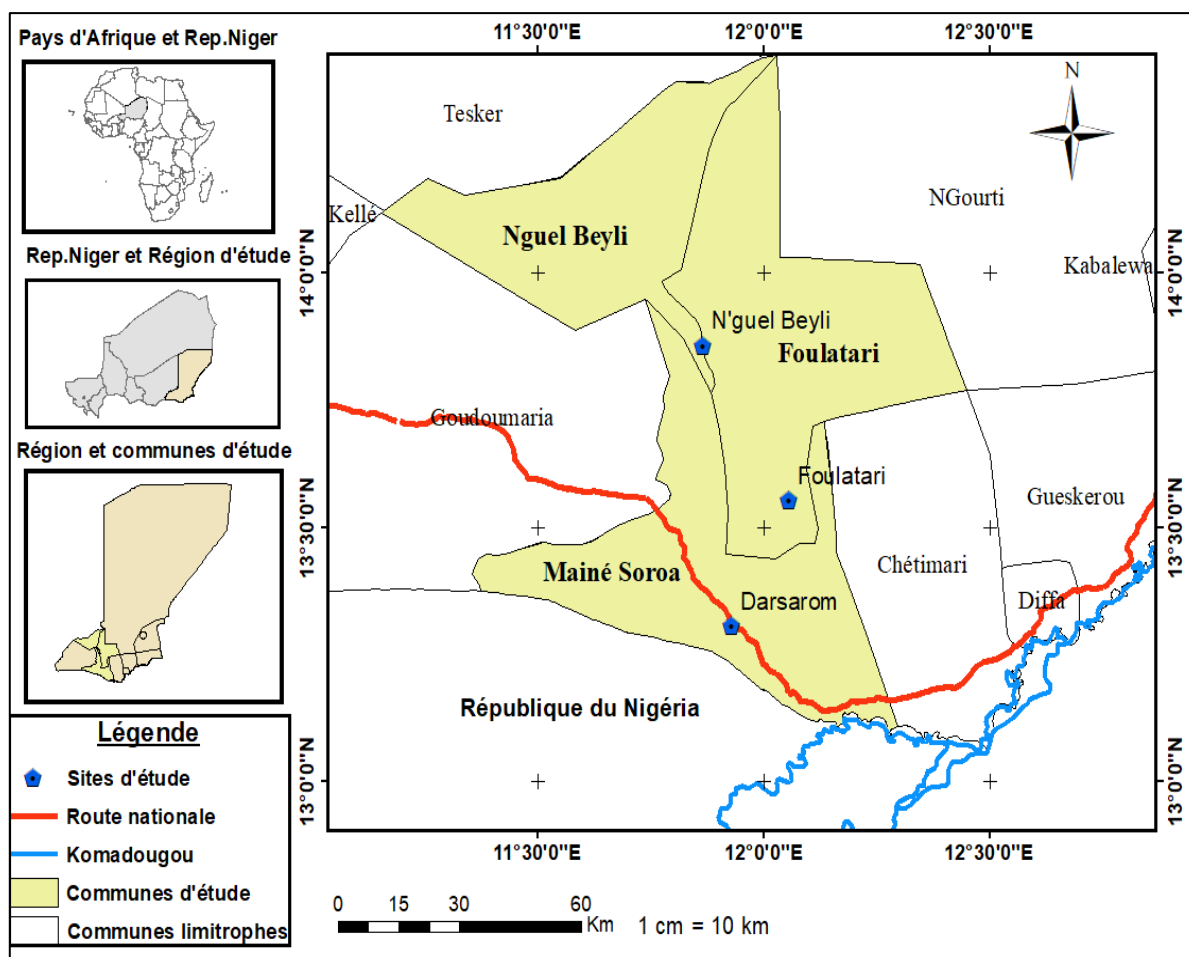 Pays d'Afrique et Rep.Niger
Rep.Niger et Région d'étude
Région et communes d'étude
Légende
Sites d'étude
Route nationale
Komadougou
Communes d'étude
Communes limitrophes
11°30'0"E
12°0'0"E
12°30'0"E
N
14°0'0"N
13°30'0"N
13°0'0"N
Tesker
Kellé
NGourti
Kabalewa
Nguel Beyli
N'guel Beyli
Foulatari
Goudoumaria
Foulatari
Gueskerou
Mainé Soroa
Chétimari
Darsarom
Diffa
République du Nigéria
14°0'0"N
13°30'0"N
13°0'0"N
11°30'0"E
12°0'0"E
12°30'0"E
0 15 30 60
Km
1 cm = 10 km